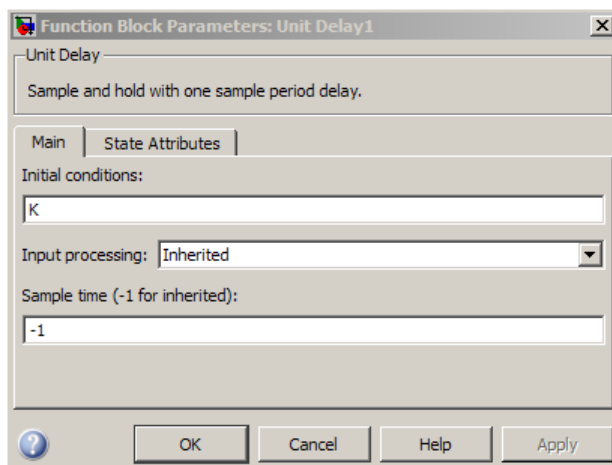 Function Block Parameters: Unit Delay1
Unit Delay
Sample and hold with one sample period delay.
Main State Attributes
Initial conditions:
K
Input processing: Inherited
Sample time (-1 for inherited):
-1
OK Cancel Help Apply